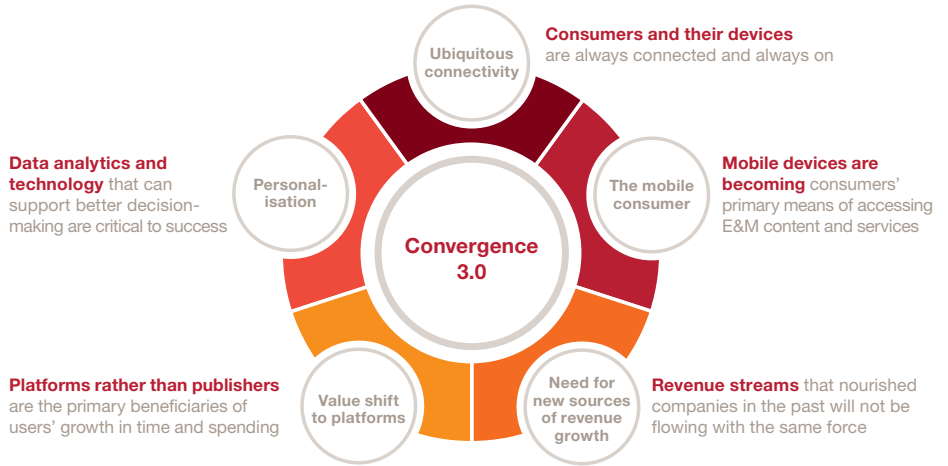 Ubiquitous
connectivity
Consumers and their devices
are always connected and always on
The mobile
consumer
Mobile devices are
becoming consumers’
primary means of accessing
E&M content and services
Need for
new sources
of revenue
growth
Revenue streams that nourished
companies in the past will not be
flowing with the same force
Value shift
to platforms
Platforms rather than publishers
are the primary beneficiaries of
users’ growth in time and spending
Personal-
isation
Data analytics and
technology that can
support better decision-
making are critical to success
Convergence
3.0